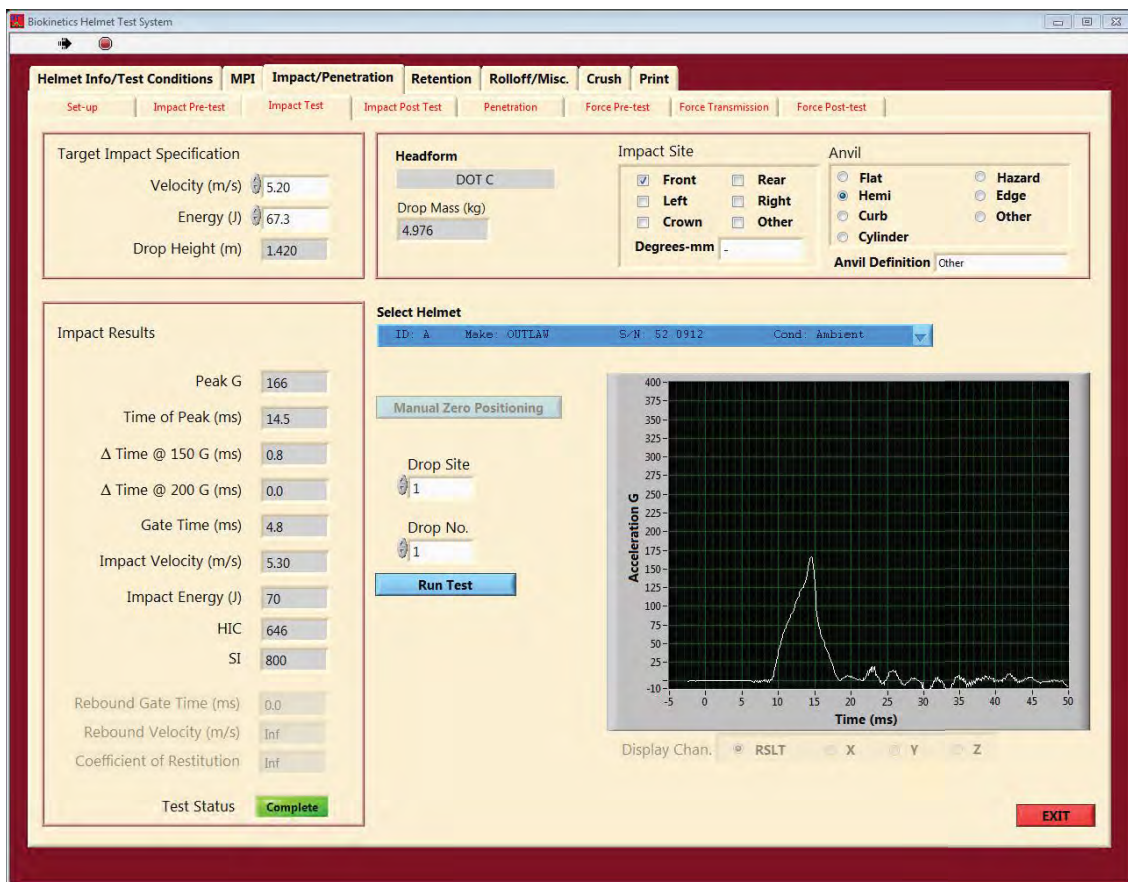 Biokinetics Helmet Test System
Helmet Info/Test Conditions MPI Impact/Penetration Retention Rolloff/Misc. Crush Print
Set-up Impact Pre-test Impact Test Impact Post Test Penetration Force Pre-test Force Transmission Force Post-test
Target Impact Specification
Velocity (m/s) 5.20
Energy (J) 67.3
Drop Height (m) 1.420
Headform
DOT C
Drop Mass (kg)
4.976
Impact Site
Front Rear
Left Right
Crown Other
Degrees-mm -
Anvil
Flat Hazard
Hemi Edge
Curb Other
Cylinder
Anvil Definition Other
Impact Results
Peak G 166
Time of Peak (ms) 14.5
Δ Time @ 150 G (ms) 0.8
Δ Time @ 200 G (ms) 0.0
Gate Time (ms) 4.8
Impact Velocity (m/s) 5.30
Impact Energy (J) 70
HIC 646
SI 800
Rebound Gate Time (ms) 0.0
Rebound Velocity (m/s) Inf
Coefficient of Restitution Inf
Test Status Complete
Select Helmet
ID: A Make: OUTLAW S/N 52 0912 Cond: Ambient
Manual Zero Positioning
Drop Site
1
Drop No.
1
Run Test
Acceleration G
400
375
350
325
300
275
250
225
200
175
150
125
100
75
50
25
-10
-5 0 5 10 15 20 25 30 35 40 45 50
Time (ms)
Display Chan. RSLT X Y Z
EXIT